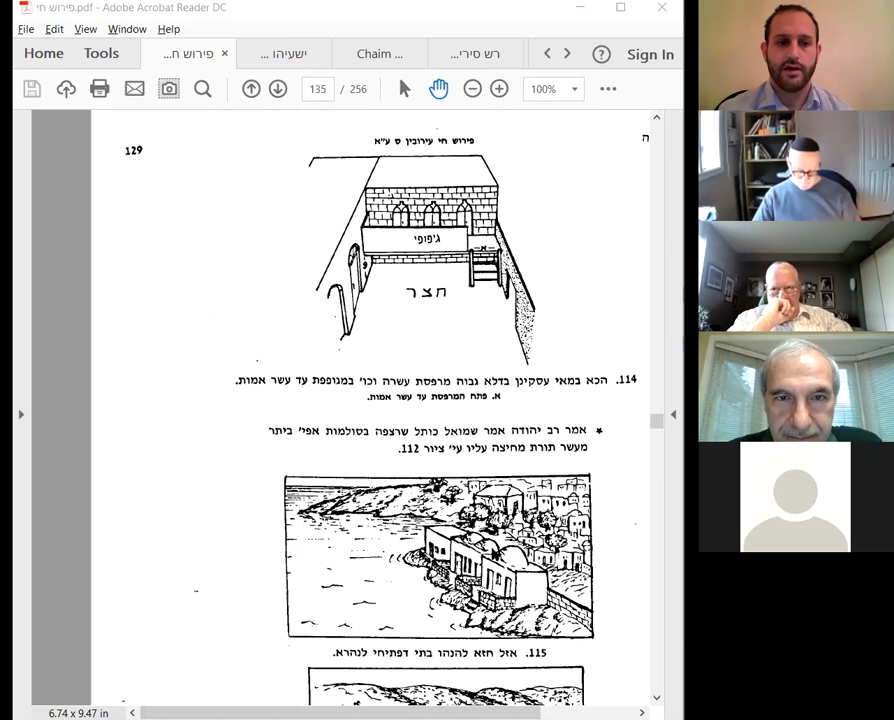 פירוש חי.pdf - Adobe Acrobat Reader DC
File Edit View Window Help
Home Tools פירוש ח... × ישעיהו ... Chaim ... רש סירי... Sign In
135 / 256 100%
129 פירוש חי עירובין ס ע״א ה
ג׳פופי
א
חצר
114. הכא במאי עסקינן בדלא גבוה מרפסת עשרה וכו׳ במגופפת עד עשר אמות.
א. פתח המרפסת עד עשר אמות.
* אמר רב יהודה אמר שמואל כותל שרצפה בסולמות אפי׳ ביתר
מעשר תורת מחיצה עליו עי׳ ציור 112.
115. אזל חזא להנהו בתי דפתיחי לנהרא.
6.74 x 9.47 in